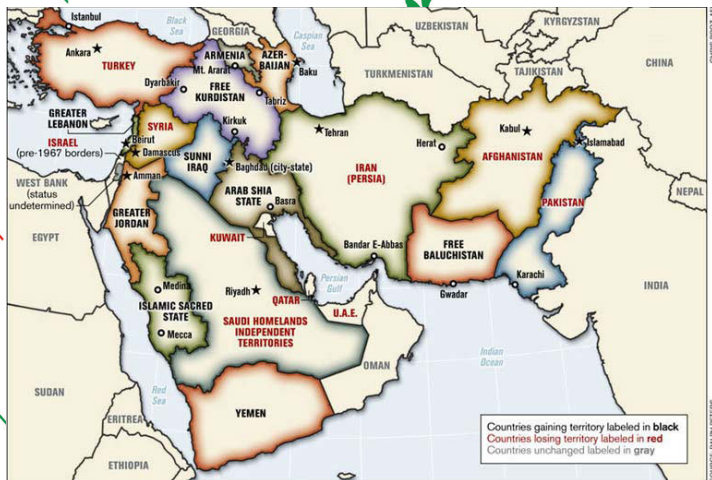 Istanbul
Black
Sea
GEORGIA
Caspian
Sea
UZBEKISTAN
KYRGYZSTAN
Ankara
TURKEY
ARMENIA
Mt. Ararat
AZER-
BAIJAN
Baku
TURKMENISTAN
TAJIKISTAN
CHINA
Dyarbakir
FREE
KURDISTAN
Tabriz
GREATER
LEBANON
SYRIA
Kirkuk
Tehran
Herat
Kabul
Islamabad
ISRAEL
(pre-1967 borders)
Beirut
Damascus
SUNNI
IRAQ
Baghdad (city-state)
IRAN
(PERSIA)
AFGHANISTAN
WEST BANK
(status
undetermined)
Amman
ARAB SHIA
STATE
Basra
PAKISTAN
NEPAL
GREATER
JORDAN
EGYPT
KUWAIT
Bandar E-Abbas
FREE
BALUCHISTAN
Karachi
Gwadar
INDIA
Medina
ISLAMIC SACRED
STATE
Mecca
Riyadh
Persian
Gulf
QATAR
U.A.E.
SAUDI HOMELANDS
INDEPENDENT
TERRITORIES
OMAN
Indian
Ocean
SUDAN
Red
Sea
YEMEN
ERITREA
ETHIOPIA
Countries gaining territory labeled in black
Countries losing territory labeled in red
Countries unchanged labeled in gray